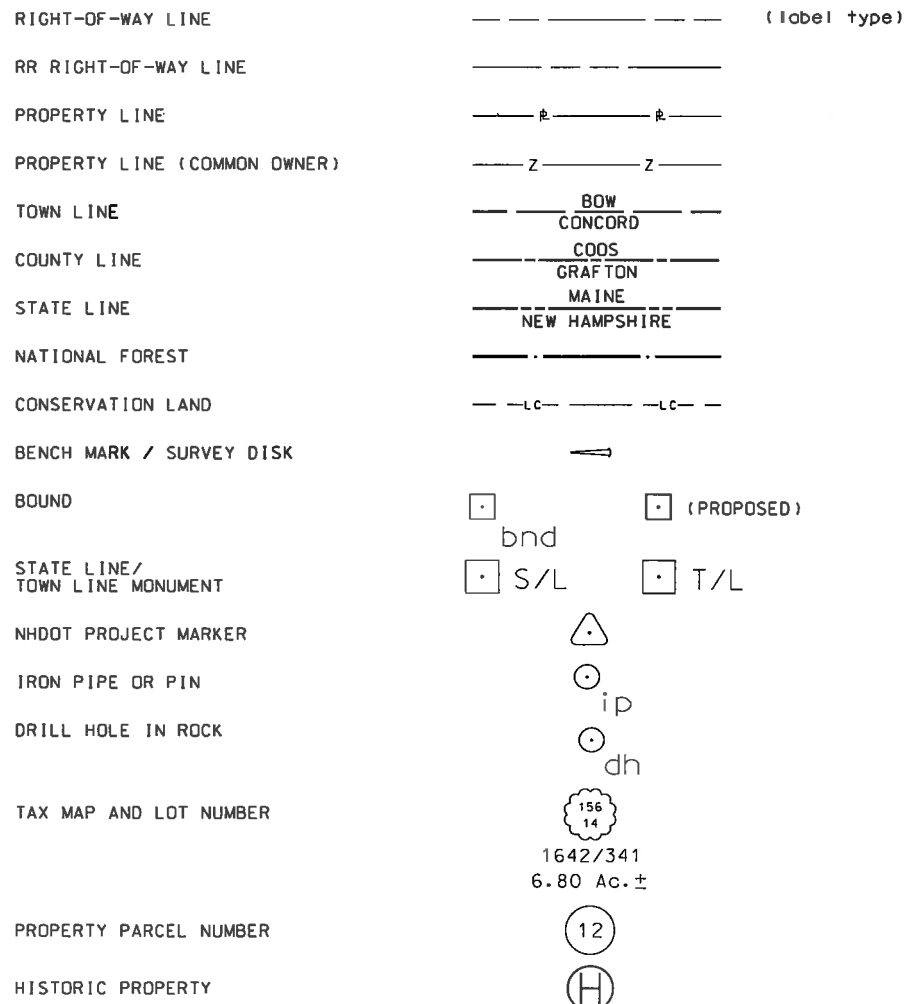 RIGHT-OF-WAY LINE (label type)
RR RIGHT-OF-WAY LINE
PROPERTY LINE ⅊ ⅊
PROPERTY LINE (COMMON OWNER) Z Z
TOWN LINE BOW
CONCORD
COUNTY LINE COOS
GRAFTON
STATE LINE MAINE
NEW HAMPSHIRE
NATIONAL FOREST
CONSERVATION LAND LC LC
BENCH MARK / SURVEY DISK
BOUND bnd (PROPOSED)
STATE LINE/
TOWN LINE MONUMENT S/L T/L
NHDOT PROJECT MARKER
IRON PIPE OR PIN ip
DRILL HOLE IN ROCK dh
TAX MAP AND LOT NUMBER 156
14
1642/341
6.80 Ac.±
PROPERTY PARCEL NUMBER 12
HISTORIC PROPERTY H